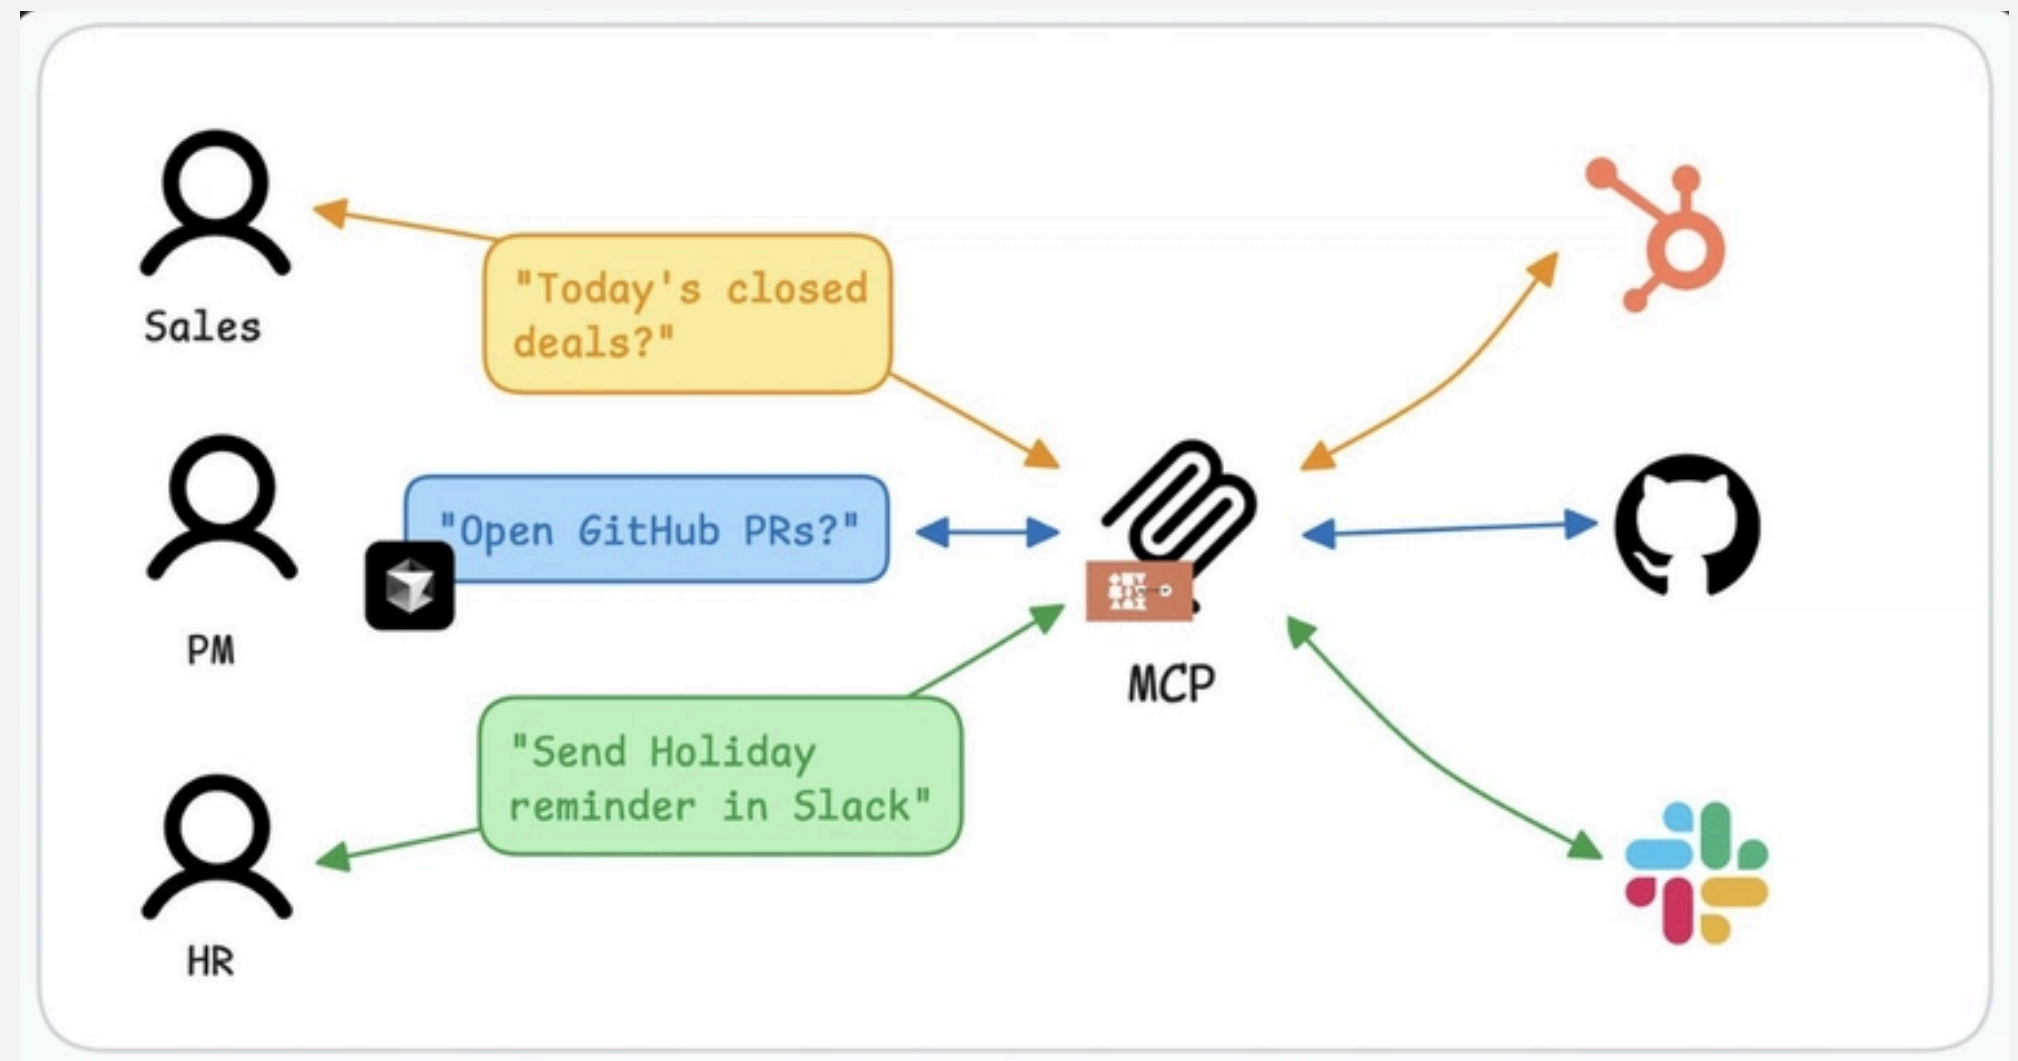 Sales
"Today's closed
deals?"
PM
"Open GitHub PRs?"
MCP
HR
"Send Holiday
reminder in Slack"